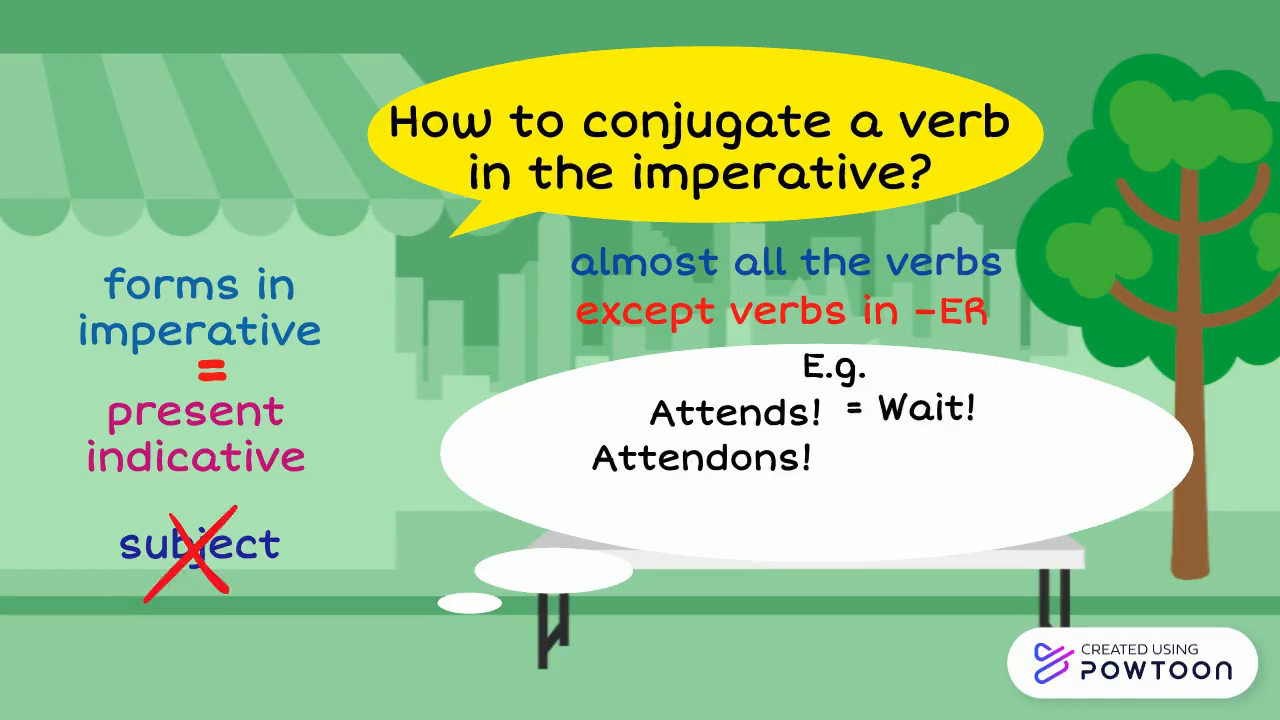 How to conjugate a verb
in the imperative?
forms in
imperative
=
present
indicative
subject
almost all the verbs
except verbs in -ER
E.g.
Attends! = Wait!
Attendons!
CREATED USING
POWTOON